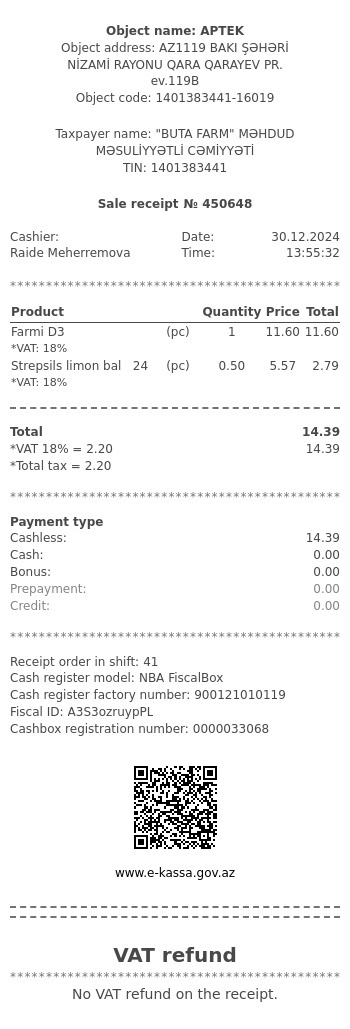 Object name: APTEK
Object address: AZ1119 BAKI ŞƏHƏRİ
NİZAMİ RAYONU QARA QARAYEV PR.
ev.119B
Object code: 1401383441-16019
Taxpayer name: "BUTA FARM" MƏHDUD
MƏSULİYYƏTLİ CƏMİYYƏTİ
TIN: 1401383441
Sale receipt № 450648
Cashier: Date: 30.12.2024
Raide Meherremova Time: 13:55:32
*********************************************
Product Quantity Price Total
Farmi D3 (pc) 1 11.60 11.60
*VAT: 18%
Strepsils limon bal 24 (pc) 0.50 5.57 2.79
*VAT: 18%
Total 14.39
*VAT 18% = 2.20 14.39
*Total tax = 2.20
*********************************************
Payment type
Cashless: 14.39
Cash: 0.00
Bonus: 0.00
Prepayment: 0.00
Credit: 0.00
*********************************************
Receipt order in shift: 41
Cash register model: NBA FiscalBox
Cash register factory number: 900121010119
Fiscal ID: A3S3ozruypPL
Cashbox registration number: 0000033068
www.e-kassa.gov.az
VAT refund
*********************************************
No VAT refund on the receipt.